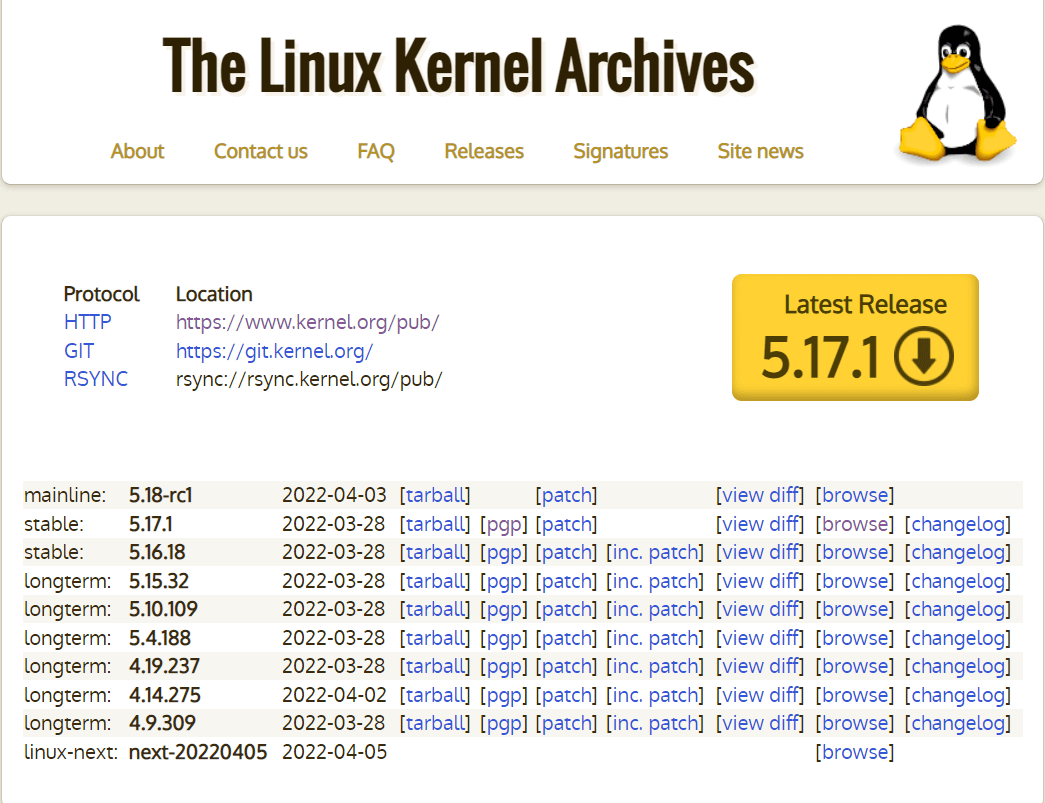 The Linux Kernel Archives
About Contact us FAQ Releases Signatures Site news
Protocol Location
HTTP https://www.kernel.org/pub/
GIT https://git.kernel.org/
RSYNC rsync://rsync.kernel.org/pub/
Latest Release
5.17.1
mainline: 5.18-rc1 2022-04-03 [tarball] [patch] [view diff] [browse]
stable: 5.17.1 2022-03-28 [tarball] [pgp] [patch] [view diff] [browse] [changelog]
stable: 5.16.18 2022-03-28 [tarball] [pgp] [patch] [inc. patch] [view diff] [browse] [changelog]
longterm: 5.15.32 2022-03-28 [tarball] [pgp] [patch] [inc. patch] [view diff] [browse] [changelog]
longterm: 5.10.109 2022-03-28 [tarball] [pgp] [patch] [inc. patch] [view diff] [browse] [changelog]
longterm: 5.4.188 2022-03-28 [tarball] [pgp] [patch] [inc. patch] [view diff] [browse] [changelog]
longterm: 4.19.237 2022-03-28 [tarball] [pgp] [patch] [inc. patch] [view diff] [browse] [changelog]
longterm: 4.14.275 2022-04-02 [tarball] [pgp] [patch] [inc. patch] [view diff] [browse] [changelog]
longterm: 4.9.309 2022-03-28 [tarball] [pgp] [patch] [inc. patch] [view diff] [browse] [changelog]
linux-next: next-20220405 2022-04-05 [browse]